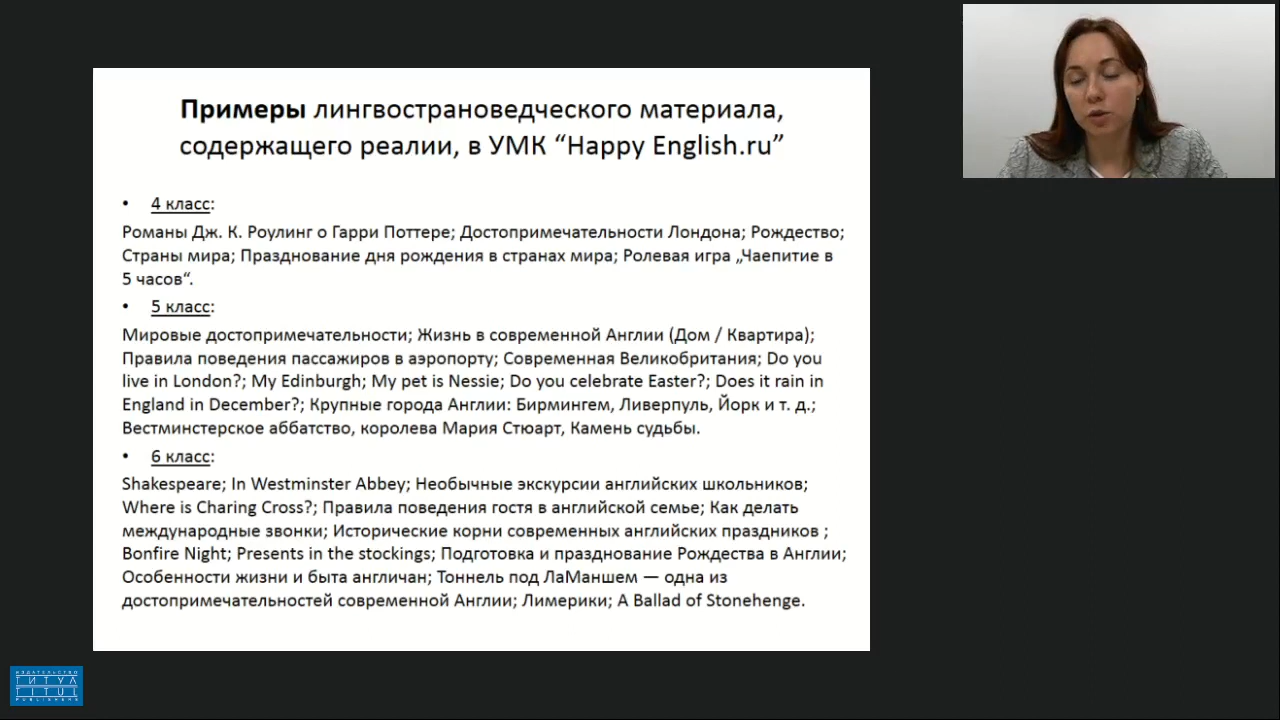 Примеры лингвострановедческого материала,
содержащего реалии, в УМК “Happy English.ru”
• 4 класс:
Романы Дж. К. Роулинг о Гарри Поттере; Достопримечательности Лондона; Рождество;
Страны мира; Празднование дня рождения в странах мира; Ролевая игра „Чаепитие в
5 часов“.
• 5 класс:
Мировые достопримечательности; Жизнь в современной Англии (Дом / Квартира);
Правила поведения пассажиров в аэропорту; Современная Великобритания; Do you
live in London?; My Edinburgh; My pet is Nessie; Do you celebrate Easter?; Does it rain in
England in December?; Крупные города Англии: Бирмингем, Ливерпуль, Йорк и т. д.;
Вестминстерское аббатство, королева Мария Стюарт, Камень судьбы.
• 6 класс:
Shakespeare; In Westminster Abbey; Необычные экскурсии английских школьников;
Where is Charing Cross?; Правила поведения гостя в английской семье; Как делать
международные звонки; Исторические корни современных английских праздников ;
Bonfire Night; Presents in the stockings; Подготовка и празднование Рождества в Англии;
Особенности жизни и быта англичан; Тоннель под ЛаМаншем — одна из
достопримечательностей современной Англии; Лимерики; A Ballad of Stonehenge.
ИЗДАТЕЛЬСТВО
ТИТУЛ
TITUL
PUBLISHERS